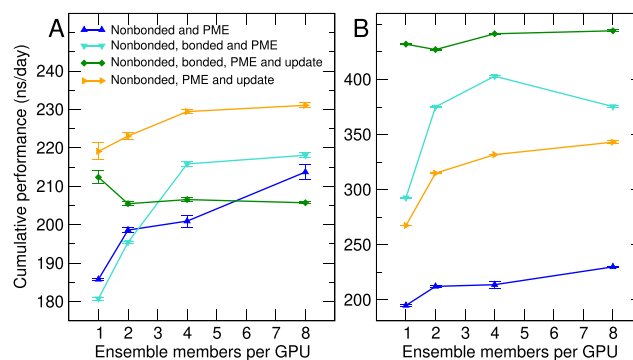 A
Nonbonded and PME
Nonbonded, bonded and PME
Nonbonded, bonded, PME and update
Nonbonded, PME and update
Cumulative performance (ns/day)
240
230
220
210
200
190
180
1 2 3 4 5 6 7 8
Ensemble members per GPU
B
400
350
300
250
200
1 2 3 4 5 6 7 8
Ensemble members per GPU